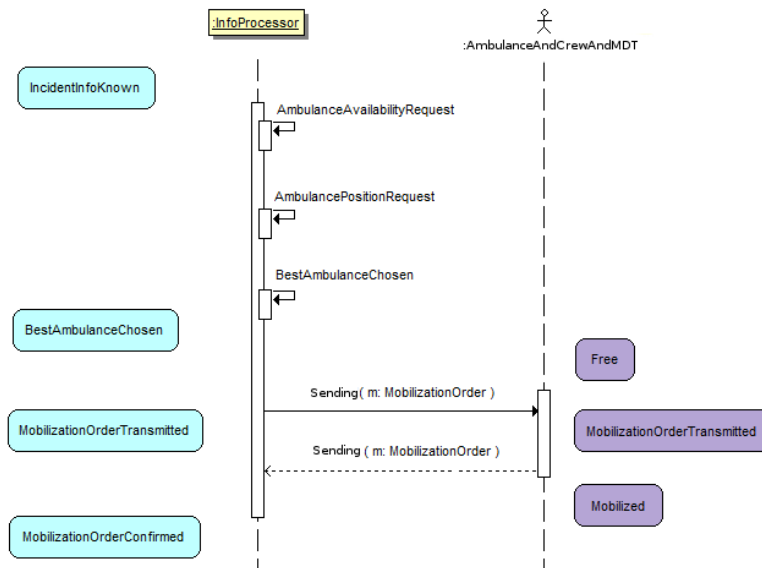 :InfoProcessor
:AmbulanceAndCrewAndMDT
IncidentInfoKnown
AmbulanceAvailabilityRequest
AmbulancePositionRequest
BestAmbulanceChosen
BestAmbulanceChosen
Free
Sending( m: MobilizationOrder )
MobilizationOrderTransmitted
MobilizationOrderTransmitted
Sending ( m: MobilizationOrder )
Mobilized
MobilizationOrderConfirmed